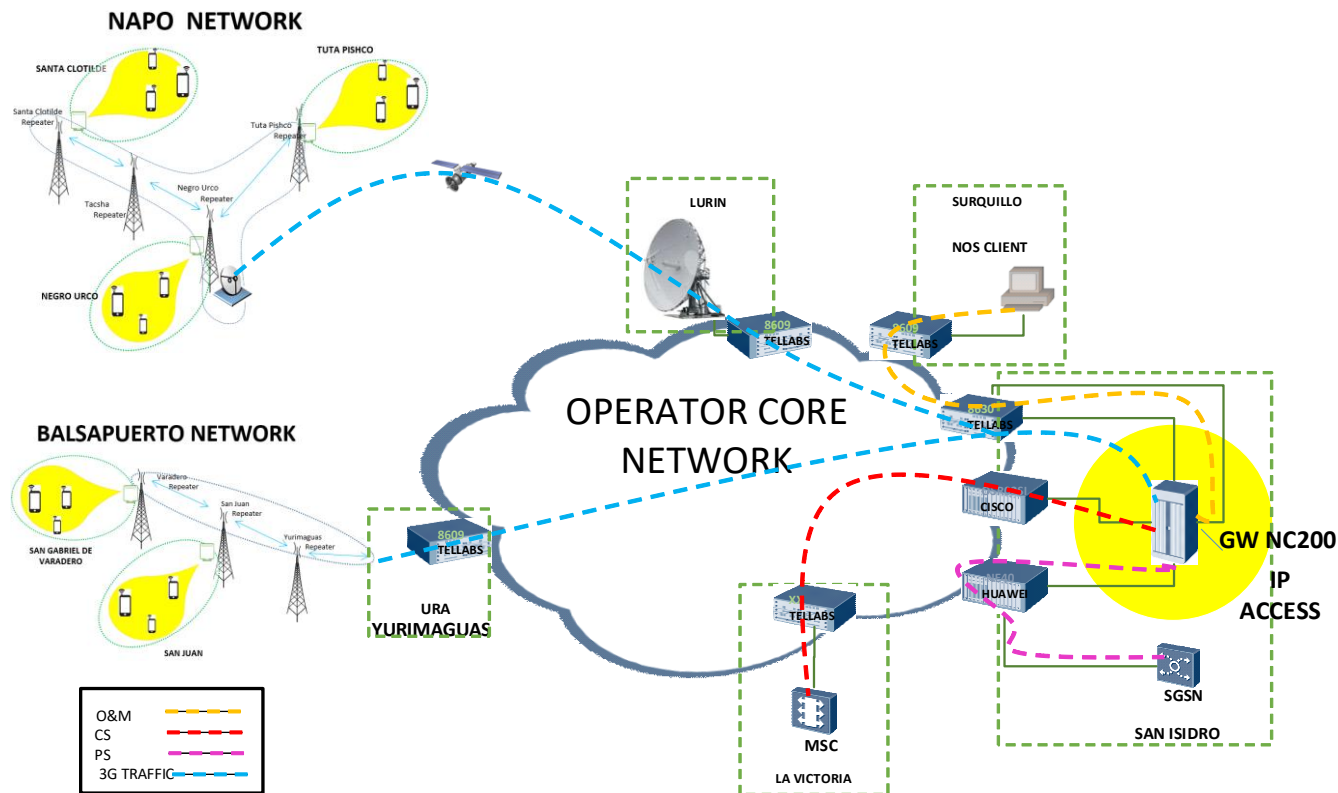 NAPO NETWORK
TUTA PISHCO
SANTA CLOTILDE
Santa Clotilde
Repeater
Tuta Pishco
Repeater
Negro Urco
Repeater
Tacsha
Repeater
NEGRO URCO
LURIN
SURQUILLO
NOS CLIENT
8609
TELLABS
8609
TELLABS
8630
TELLABS
OPERATOR CORE
NETWORK
CISCO
GW NC200
IP
ACCESS
HUAWEI
BALSAPUERTO NETWORK
Varadero
Repeater
San Juan
Repeater
Yurimaguas
Repeater
SAN GABRIEL DE
VARADERO
SAN JUAN
8609
TELLABS
URA
YURIMAGUAS
TELLABS
MSC
LA VICTORIA
SGSN
SAN ISIDRO
O&M
CS
PS
3G TRAFFIC